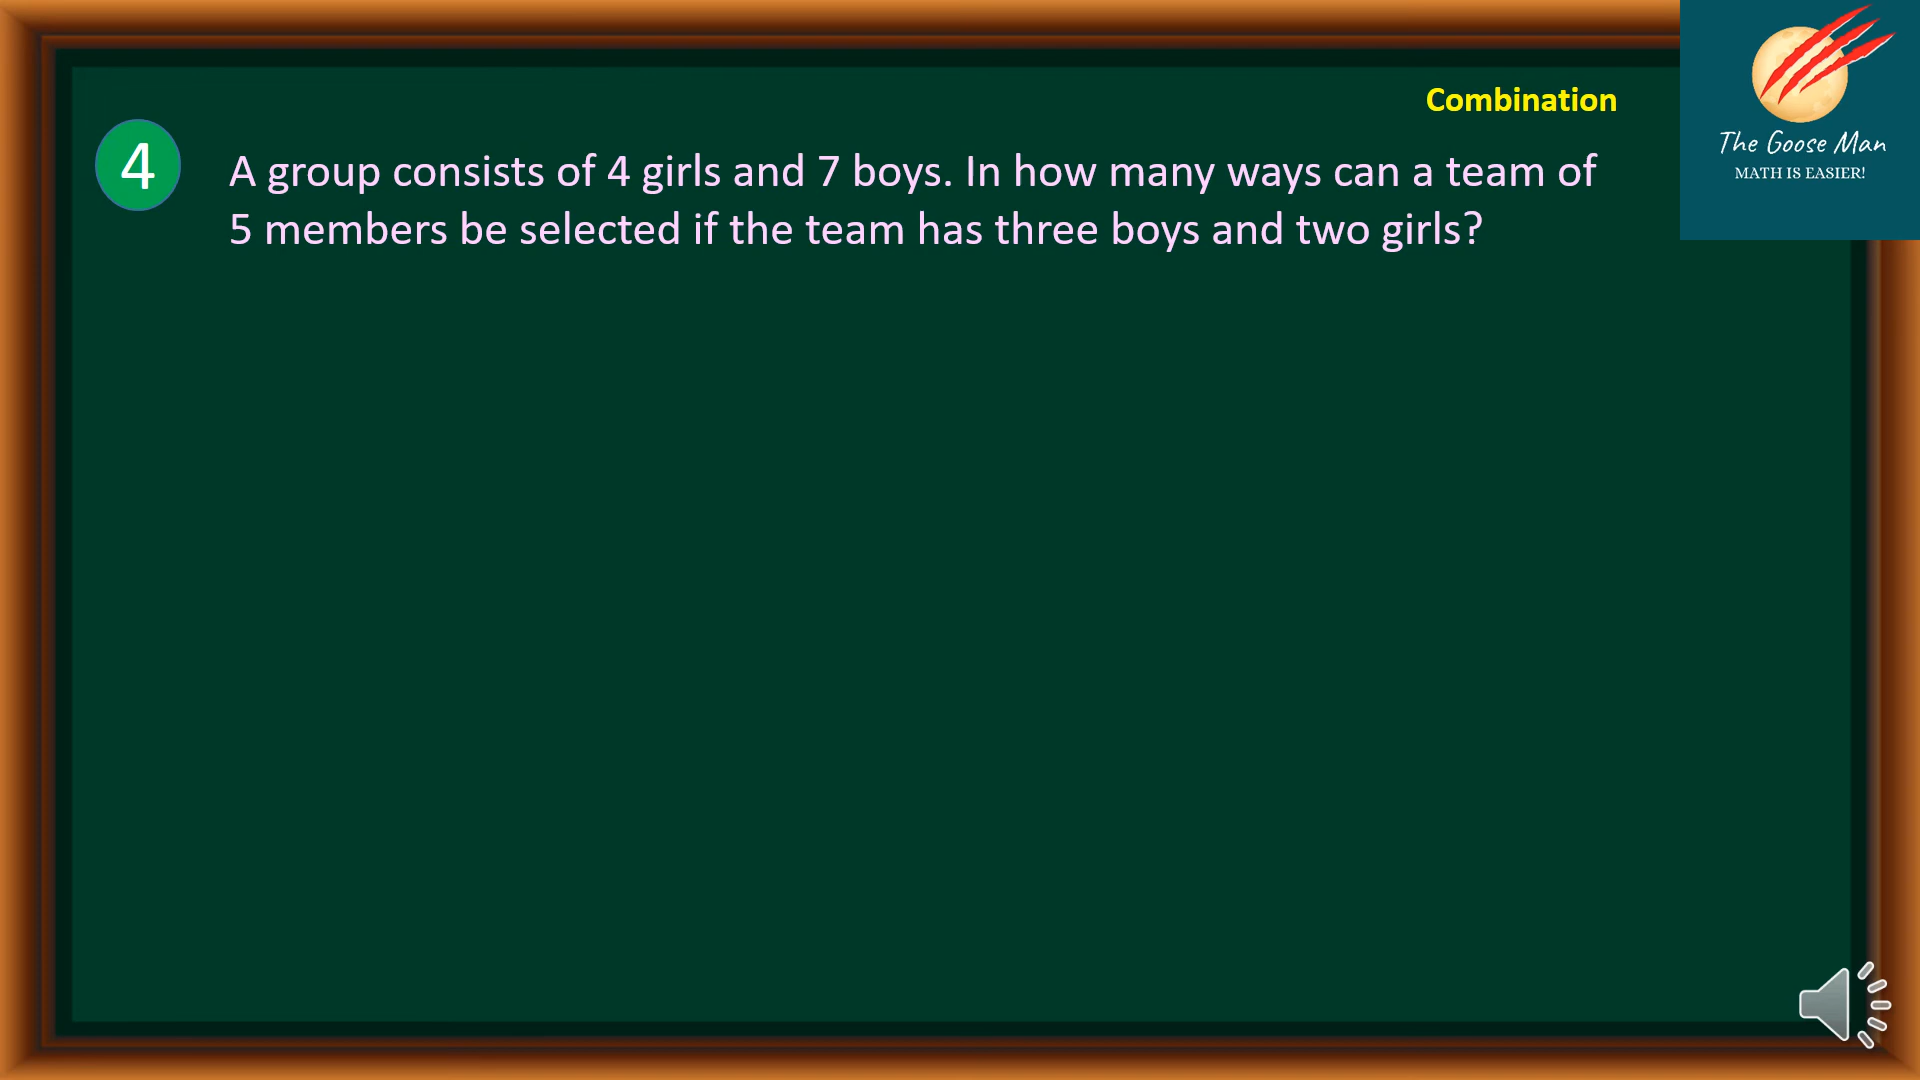 Combination
4
A group consists of 4 girls and 7 boys. In how many ways can a team of
5 members be selected if the team has three boys and two girls?
The Goose Man
MATH IS EASIER!